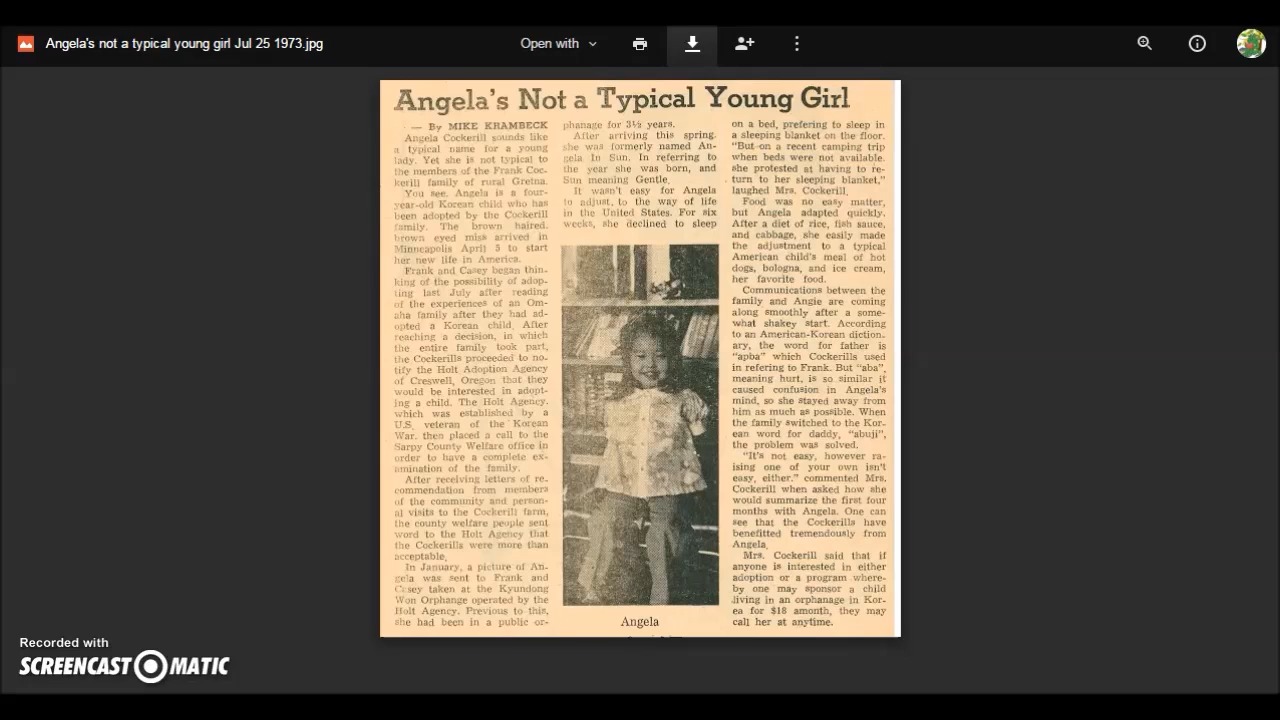 Angela's not a typical young girl Jul 25 1973.jpg
Open with
Angela's Not a Typical Young Girl
— By MIKE KRAMBECK
Angela Cockerill sounds like
a typical name for a young
lady. Yet she is not typical to
the members of the Frank Coc-
kerill family of rural Gretna.
You see, Angela is a four-
year-old Korean child who has
been adopted by the Cockerill
family. The brown haired,
brown eyed miss arrived in
Minneapolis April 5 to start
her new life in America.
Frank and Casey began thin-
king of the possibility of adop-
ting last July after reading
of the experiences of an Om-
aha family after they had ad-
opted a Korean child. After
reaching a decision, in which
the entire family took part,
the Cockerills proceeded to no-
tify the Holt Adoption Agency
of Creswell, Oregon that they
would be interested in adopt-
ing a child. The Holt Agency,
which was established by a
U.S. veteran of the Korean
War, then placed a call to the
Sarpy County Welfare office in
order to have a complete ex-
amination of the family.
After receiving letters of re-
commendation from members
of the community and person-
al visits to the Cockerill farm,
the county welfare people sent
word to the Holt Agency that
the Cockerills were more than
acceptable.
In January, a picture of An-
gela was sent to Frank and
Casey taken at the Kyundong
Won Orphange operated by the
Holt Agency. Previous to this,
she had been in a public or-
phanage for 3½ years.
After arriving this spring,
she was formerly named An-
gela In Sun. In referring to
the year she was born, and
Sun meaning Gentle.
It wasn't easy for Angela
to adjust, to the way of life
in the United States. For six
weeks, she declined to sleep
Angela
on a bed, prefering to sleep in
a sleeping blanket on the floor.
"But on a recent camping trip
when beds were not available,
she protested at having to re-
turn to her sleeping blanket,"
laughed Mrs. Cockerill.
Food was no easy matter,
but Angela adapted quickly.
After a diet of rice, fish sauce,
and cabbage, she easily made
the adjustment to a typical
American child's meal of hot
dogs, bologna, and ice cream,
her favorite food.
Communications between the
family and Angie are coming
along smoothly after a some-
what shakey start. According
to an American-Korean diction-
ary, the word for father is
"apba" which Cockerills used
in refering to Frank. But "aba",
meaning hurt, is so similar it
caused confusion in Angela's
mind, so she stayed away from
him as much as possible. When
the family switched to the Kor-
ean word for daddy, "abuji",
the problem was solved.
"It's not easy, however ra-
ising one of your own isn't
easy, either." commented Mrs.
Cockerill when asked how she
would summarize the first four
months with Angela. One can
see that the Cockerills have
benefitted tremendously from
Angela.
Mrs. Cockerill said that if
anyone is interested in either
adoption or a program where-
by one may sponsor a child
living in an orphanage in Kor-
ea for $18 amonth, they may
call her at anytime.
Recorded with
SCREENCAST MATIC